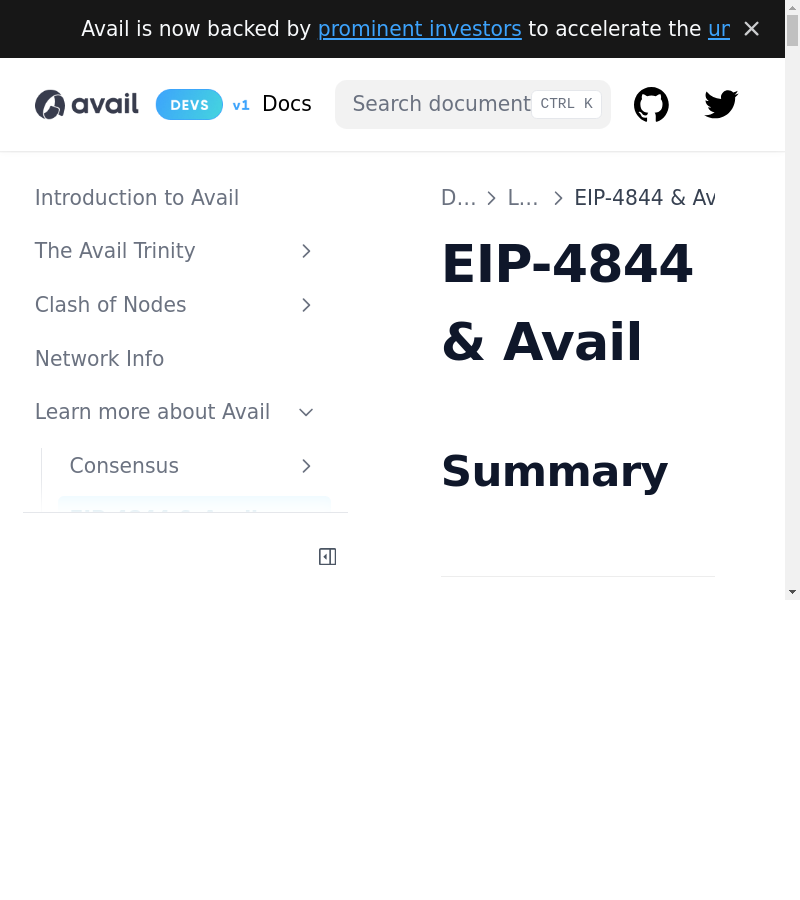 Avail is now backed by prominent investors to accelerate the ur
avail DEVS v1 Docs Search document CTRL K
Introduction to Avail
The Avail Trinity
Clash of Nodes
Network Info
Learn more about Avail
Consensus
D… > L… > EIP-4844 & Av
EIP-4844
& Avail
Summary